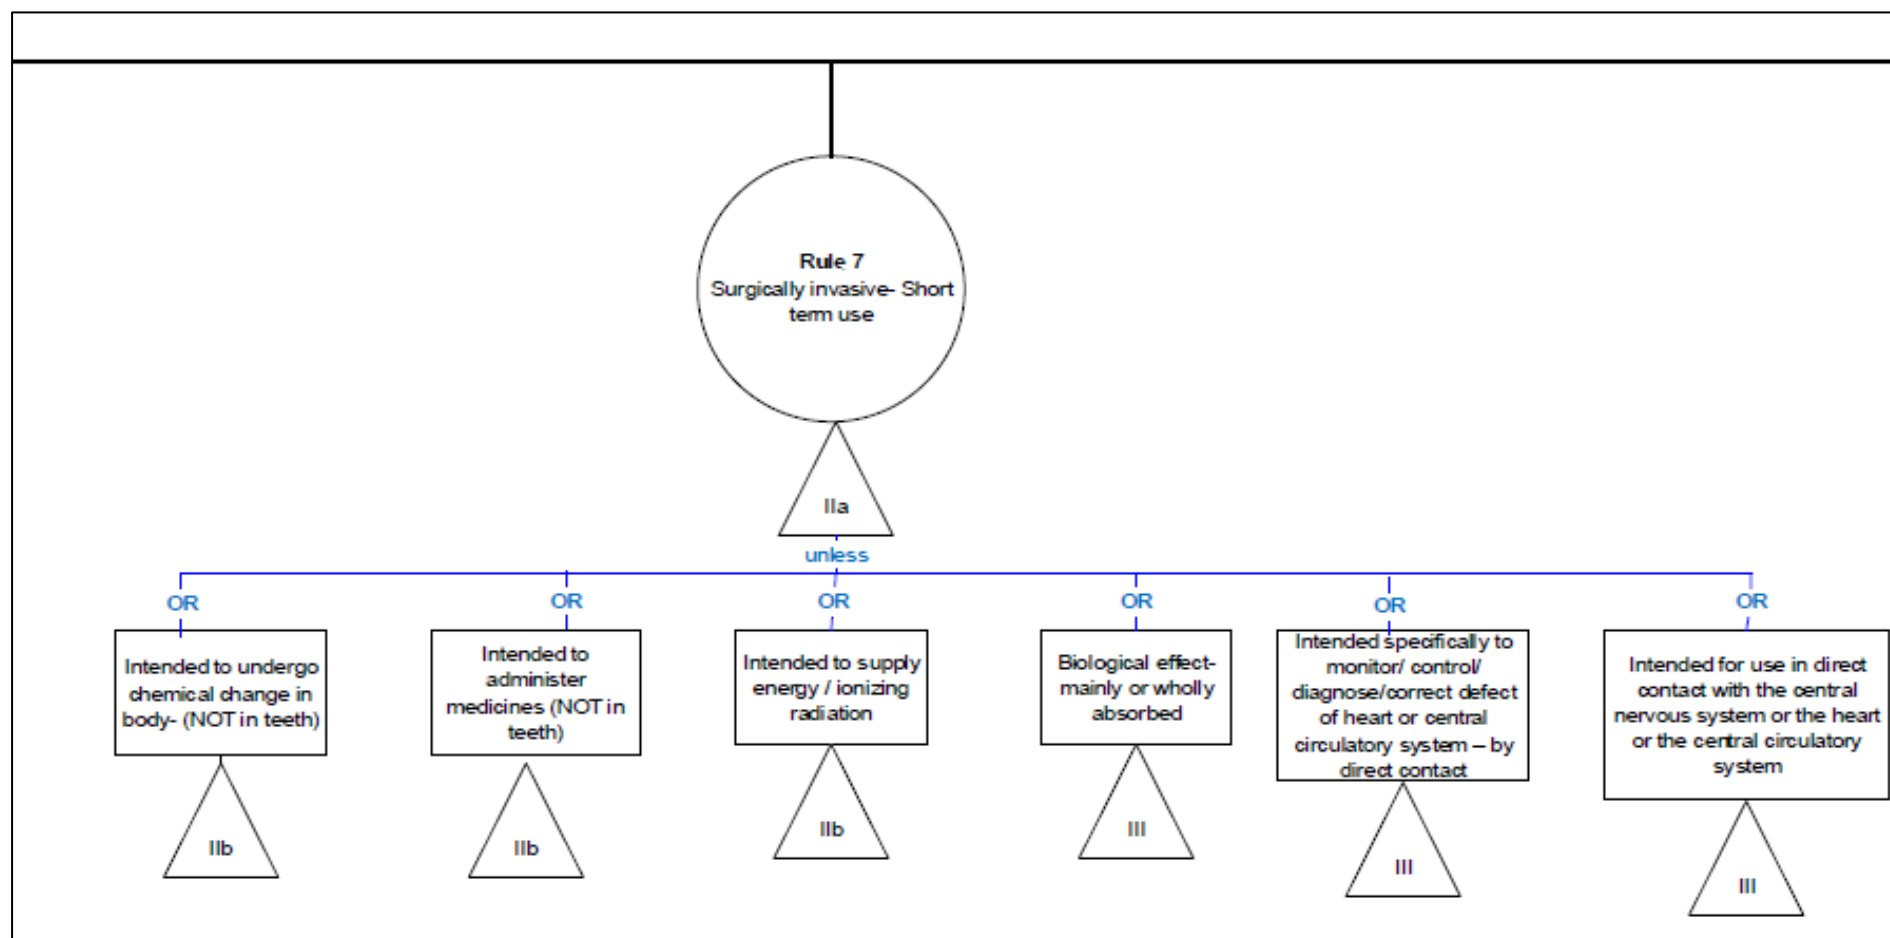 Rule 7
Surgically invasive- Short
term use
IIa
unless
OR
OR
OR
OR
OR
OR
Intended to undergo
chemical change in
body- (NOT in teeth)
IIb
Intended to
administer
medicines (NOT in
teeth)
IIb
Intended to supply
energy / ionizing
radiation
IIb
Biological effect-
mainly or wholly
absorbed
III
Intended specifically to
monitor/ control/
diagnose/correct defect
of heart or central
circulatory system – by
direct contact
III
Intended for use in direct
contact with the central
nervous system or the heart
or the central circulatory
system
III